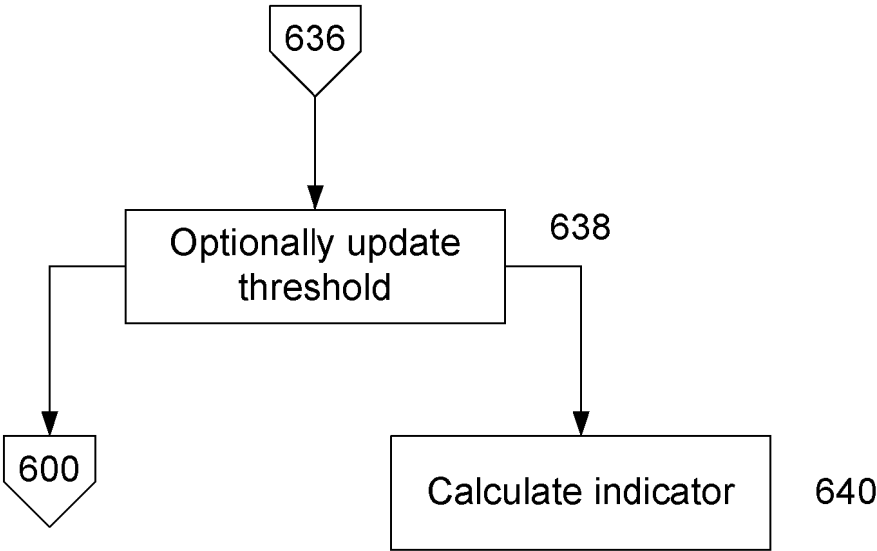 636
Optionally update
threshold
638
600
Calculate indicator
640